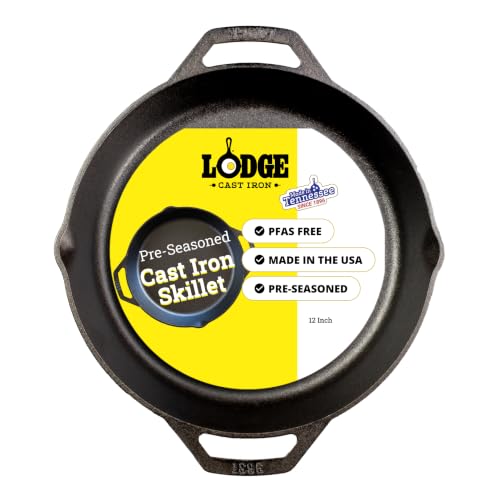 LODGE
CAST IRON
Made in
Tennessee
SINCE 1896
Pre-Seasoned
Cast Iron
Skillet
PFAS FREE
MADE IN THE USA
PRE-SEASONED
12 Inch